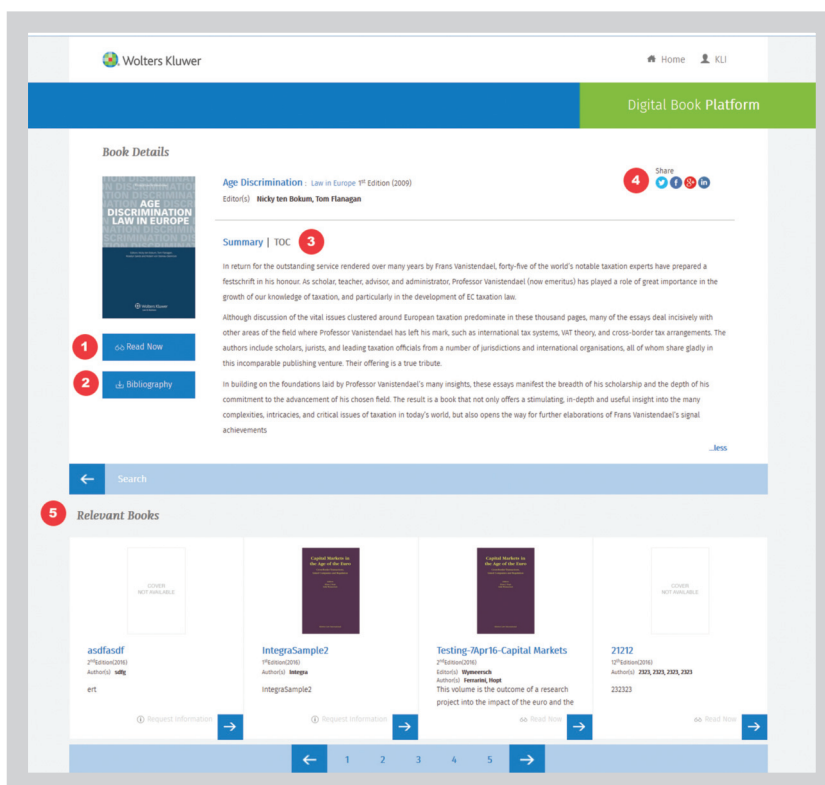 Wolters Kluwer
Home
KLI
Digital Book Platform
Book Details
AGE
DISCRIMINATION
LAW IN EUROPE
Wolters Kluwer
Age Discrimination : Law in Europe 1st Edition (2009)
Editor(s) Nicky ten Bokum, Tom Flanagan
Share
4
Summary | TOC
3
In return for the outstanding service rendered over many years by Frans Vanistendael, forty-five of the world's notable taxation experts have prepared a
festschrift in his honour. As scholar, teacher, advisor, and administrator, Professor Vanistendael (now emeritus) has played a role of great importance in the
growth of our knowledge of taxation, and particularly in the development of EC taxation law.
Although discussion of the vital issues clustered around European taxation predominate in these thousand pages, many of the essays deal incisively with
other areas of the field where Professor Vanistendael has left his mark, such as international tax systems, VAT theory, and cross-border tax arrangements. The
authors include scholars, jurists, and leading taxation officials from a number of jurisdictions and international organisations, all of whom share gladly in
this incomparable publishing venture. Their offering is a true tribute.
In building on the foundations laid by Professor Vanistendael's many insights, these essays manifest the breadth of his scholarship and the depth of his
commitment to the advancement of his chosen field. The result is a book that not only offers a stimulating, in-depth and useful insight into the many
complexities, intricacies, and critical issues of taxation in today's world, but also opens the way for further elaborations of Frans Vanistendael's signal
achievements
...less
1
Read Now
2
Bibliography
Search
5
Relevant Books
COVER
NOT AVAILABLE
asdfasdf
2ndEdition(2016)
Author(s) sdfg
ert
Request Information
Capital Markets in
the Age of the Euro
IntegraSample2
1stEdition(2016)
Author(s) Integra
IntegraSample2
Request Information
Capital Markets in
the Age of the Euro
Testing-7Apr16-Capital Markets
2ndEdition(2016)
Editor(s) Wymeersch
Author(s) Ferrarini, Hopt
This volume is the outcome of a research
project into the impact of the euro and the
Read Now
COVER
NOT AVAILABLE
21212
12thEdition(2016)
Author(s) 2323, 2323, 2323, 2323
232323
Read Now
1 2 3 4 5